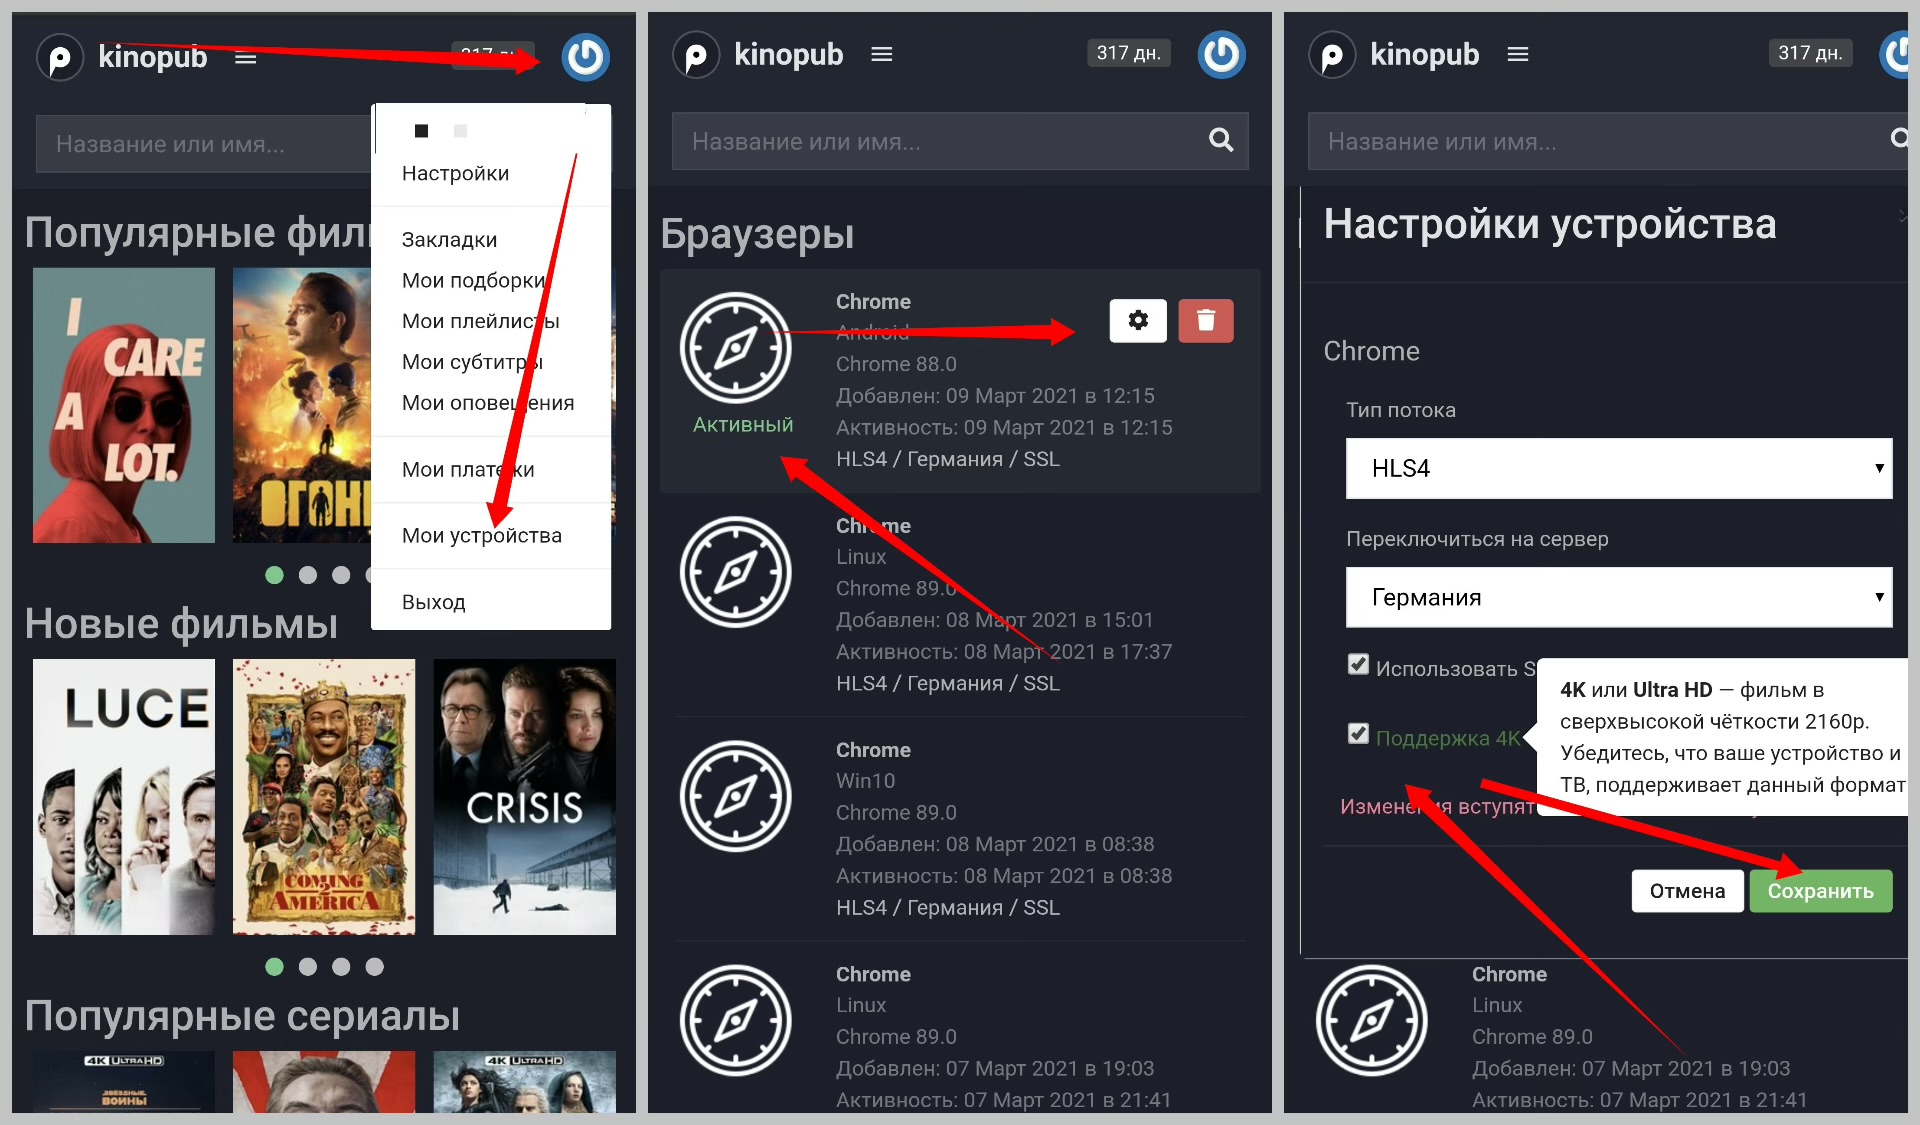 kinopub
317 дн.
Название или имя...
Настройки
Закладки
Мои подборки
Мои плейлисты
Мои субтитры
Мои оповещения
Мои платежи
Мои устройства
Выход
Популярные фил
I
CARE
A
LOT.
ОГОН
Новые фильмы
LUCE
COMING
2
AMERICA
CRISIS
Популярные сериалы
4K ULTRA HD
ЗВЁЗДНЫЕ
ВОЙНЫ
4K ULTRA HD
kinopub
317 дн.
Название или имя...
Браузеры
Chrome
Android
Chrome 88.0
Добавлен: 09 Март 2021 в 12:15
Активный
Активность: 09 Март 2021 в 12:15
HLS4 / Германия / SSL
Chrome
Linux
Chrome 89.0
Добавлен: 08 Март 2021 в 15:01
Активность: 08 Март 2021 в 17:37
HLS4 / Германия / SSL
Chrome
Win10
Chrome 89.0
Добавлен: 08 Март 2021 в 08:38
Активность: 08 Март 2021 в 08:38
HLS4 / Германия / SSL
Chrome
Linux
Chrome 89.0
Добавлен: 07 Март 2021 в 19:03
Активность: 07 Март 2021 в 21:41
kinopub
317 дн.
Название или имя...
Настройки устройства
Chrome
Тип потока
HLS4
Переключиться на сервер
Германия
Использовать S
Поддержка 4K
4K или Ultra HD — фильм в
сверхвысокой чёткости 2160p.
Убедитесь, что ваше устройство и
ТВ, поддерживает данный формат
Изменения вступят
Отмена
Сохранить
Chrome
Linux
Chrome 89.0
Добавлен: 07 Март 2021 в 19:03
Активность: 07 Март 2021 в 21:41